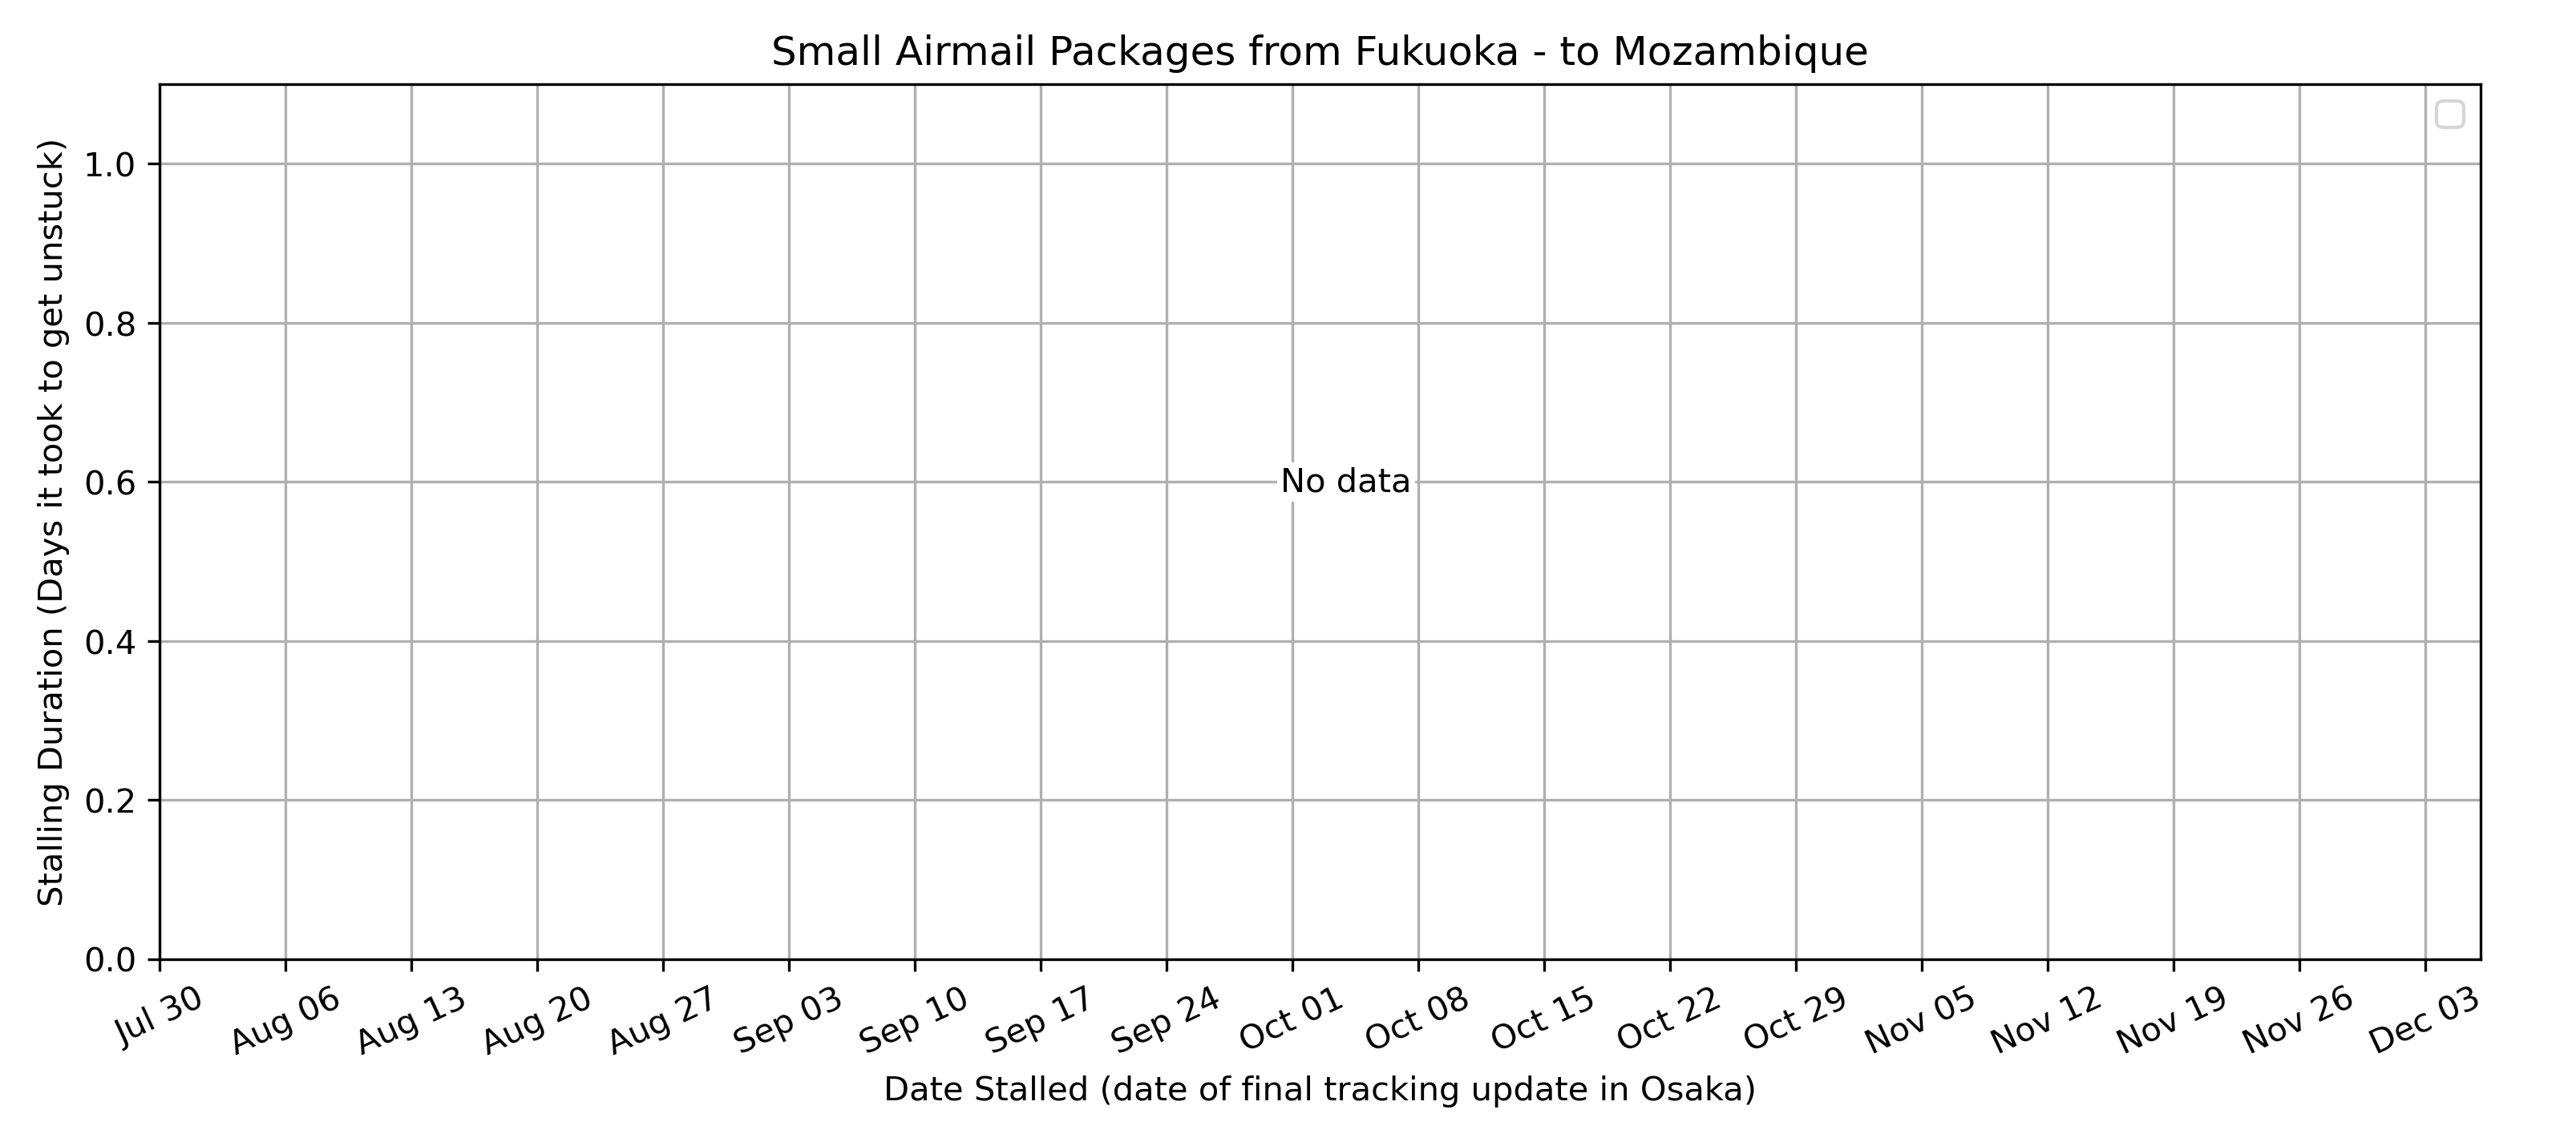 Small Airmail Packages from Fukuoka - to Mozambique
Stalling Duration (Days it took to get unstuck)
1.0
0.8
0.6
0.4
0.2
0.0
No data
Jul 30
Aug 06
Aug 13
Aug 20
Aug 27
Sep 03
Sep 10
Sep 17
Sep 24
Oct 01
Oct 08
Oct 15
Oct 22
Oct 29
Nov 05
Nov 12
Nov 19
Nov 26
Dec 03
Date Stalled (date of final tracking update in Osaka)